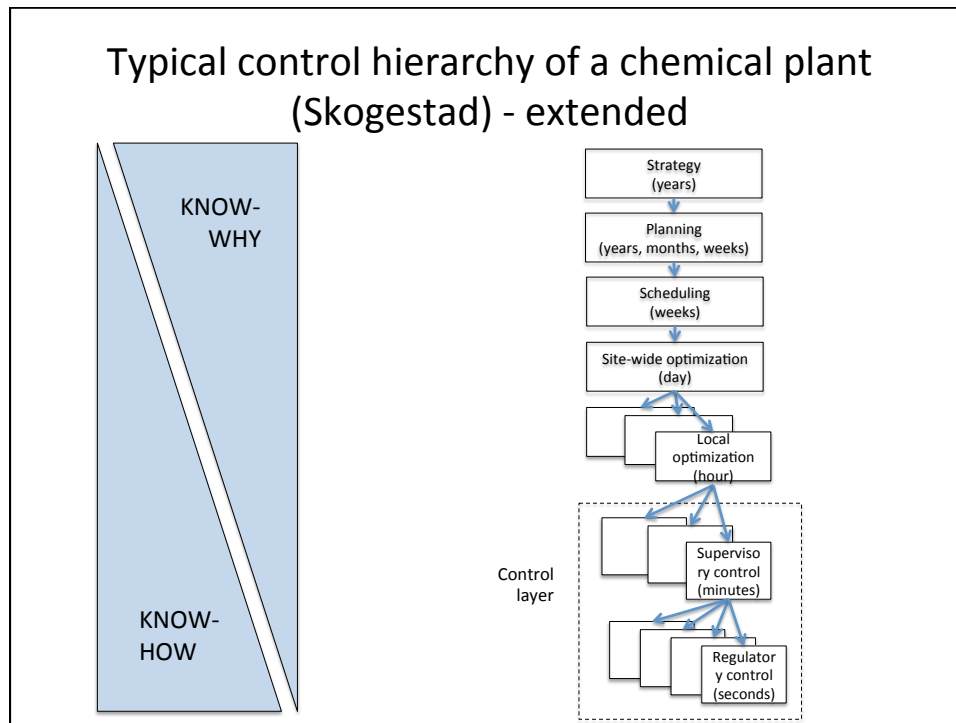 Typical control hierarchy of a chemical plant
(Skogestad) - extended
KNOW-
WHY
KNOW-
HOW
Strategy
(years)
Planning
(years, months, weeks)
Scheduling
(weeks)
Site-wide optimization
(day)
Local
optimization
(hour)
Control
layer
Superviso
ry control
(minutes)
Regulator
y control
(seconds)